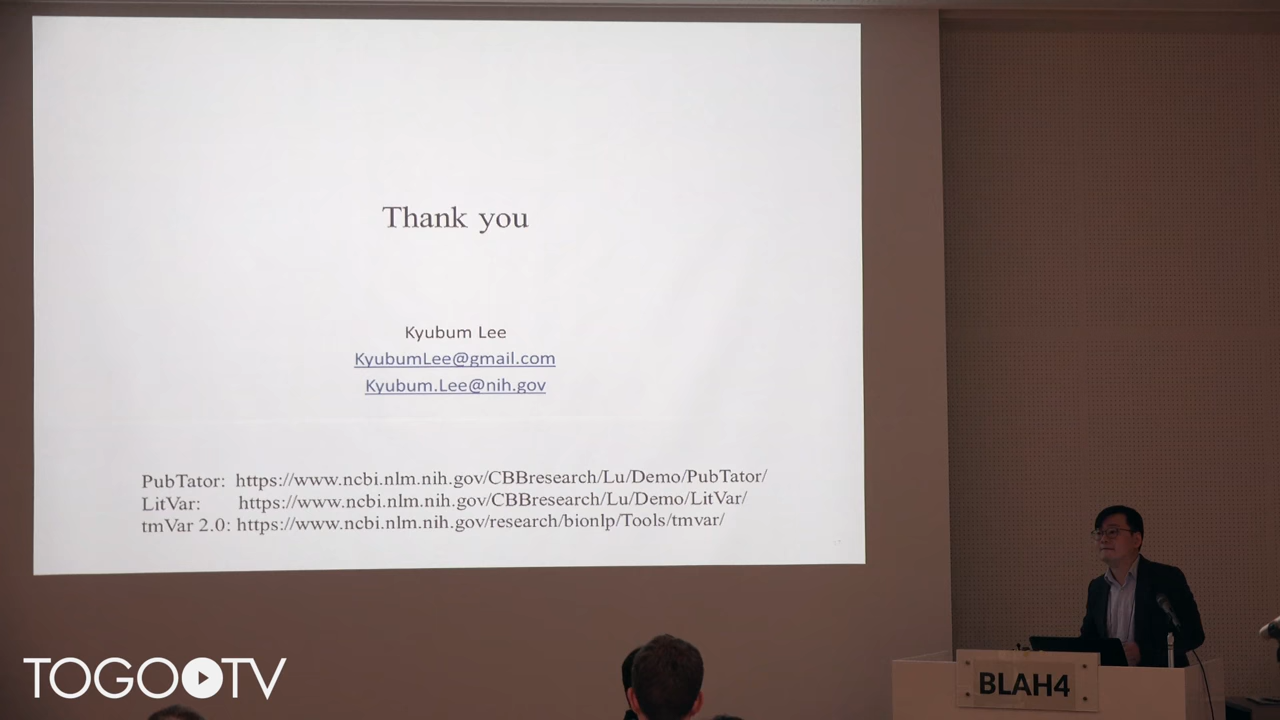 Thank you
Kyubum Lee
KyubumLee@gmail.com
Kyubum.Lee@nih.gov
PubTator: https://www.ncbi.nlm.nih.gov/CBBresearch/Lu/Demo/PubTator/
LitVar: https://www.ncbi.nlm.nih.gov/CBBresearch/Lu/Demo/LitVar/
tmVar 2.0: https://www.ncbi.nlm.nih.gov/research/bionlp/Tools/tmvar/
TOGOTV
BLAH4